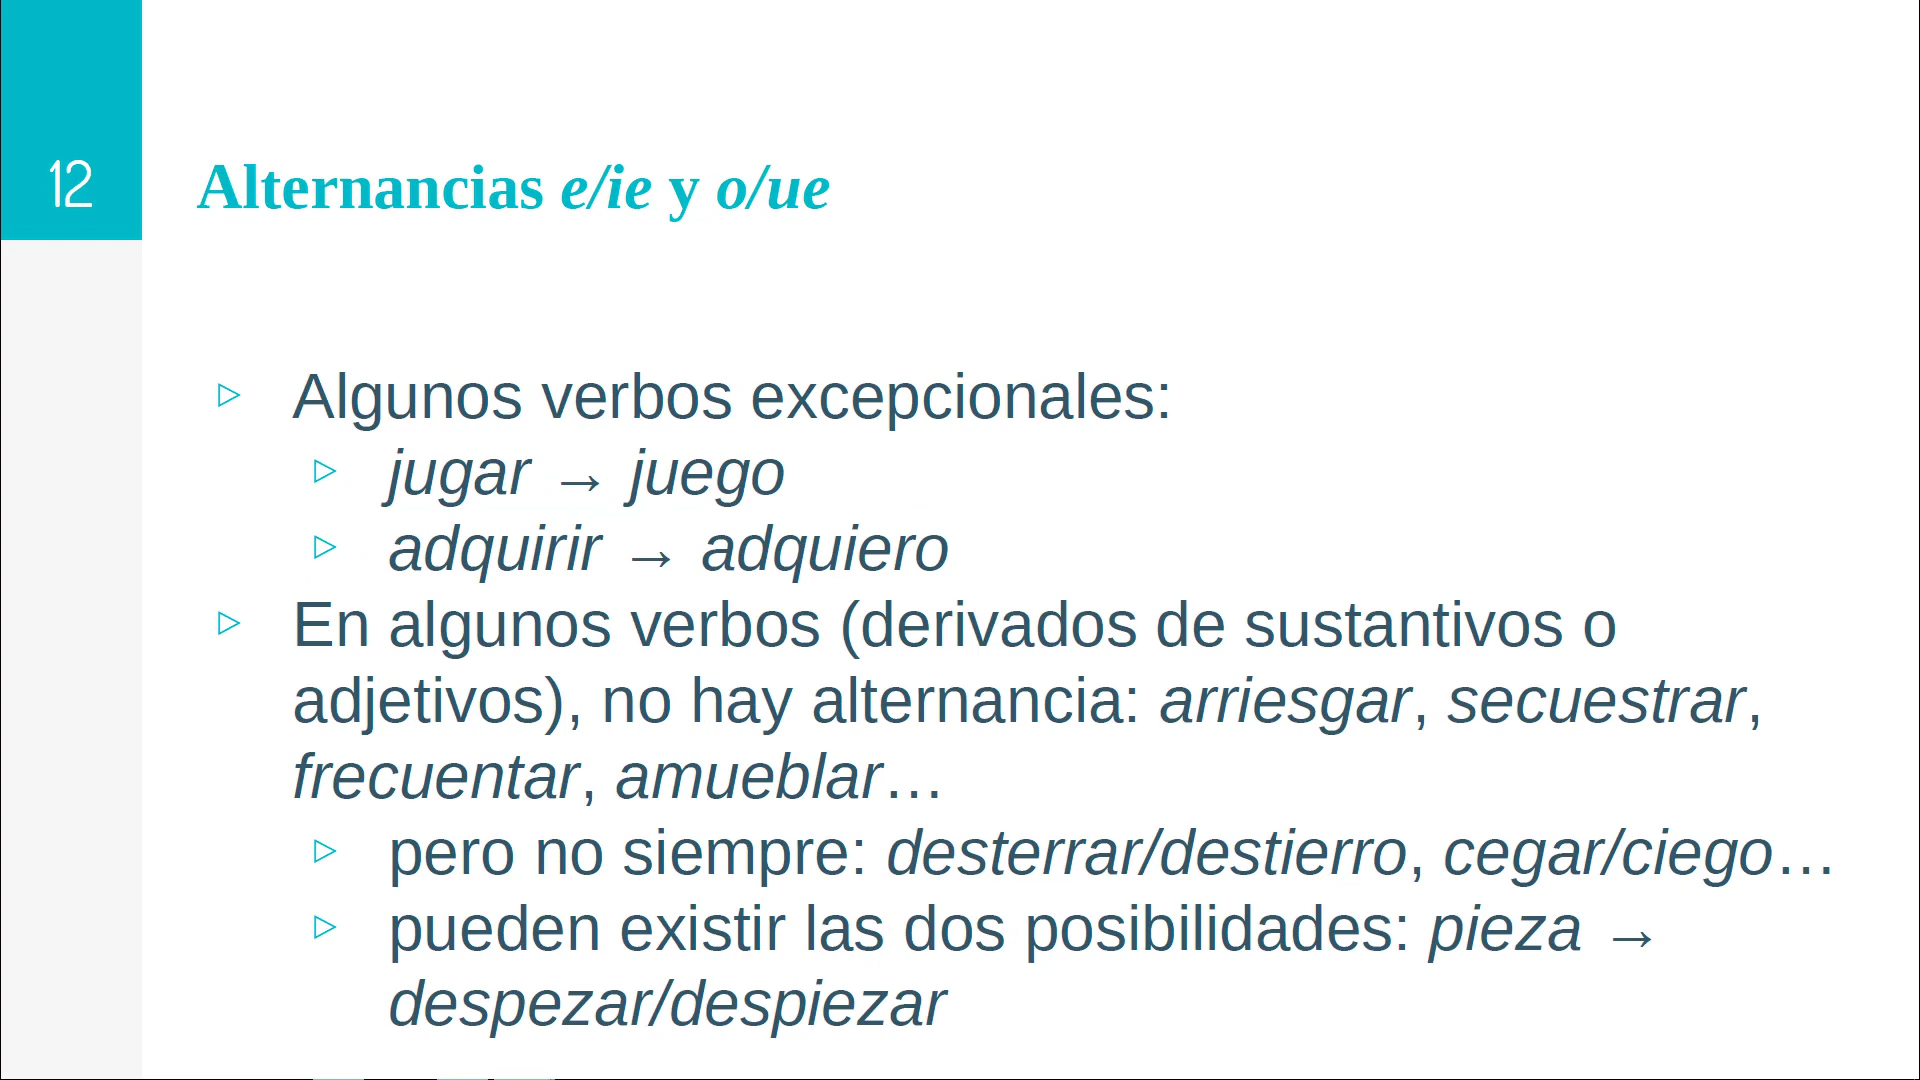 12
Alternancias e/ie y o/ue
▷ Algunos verbos excepcionales:
▷ jugar → juego
▷ adquirir → adquiero
▷ En algunos verbos (derivados de sustantivos o
adjetivos), no hay alternancia: arriesgar, secuestrar,
frecuentar, amueblar…
▷ pero no siempre: desterrar/destierro, cegar/ciego…
▷ pueden existir las dos posibilidades: pieza →
despezar/despiezar